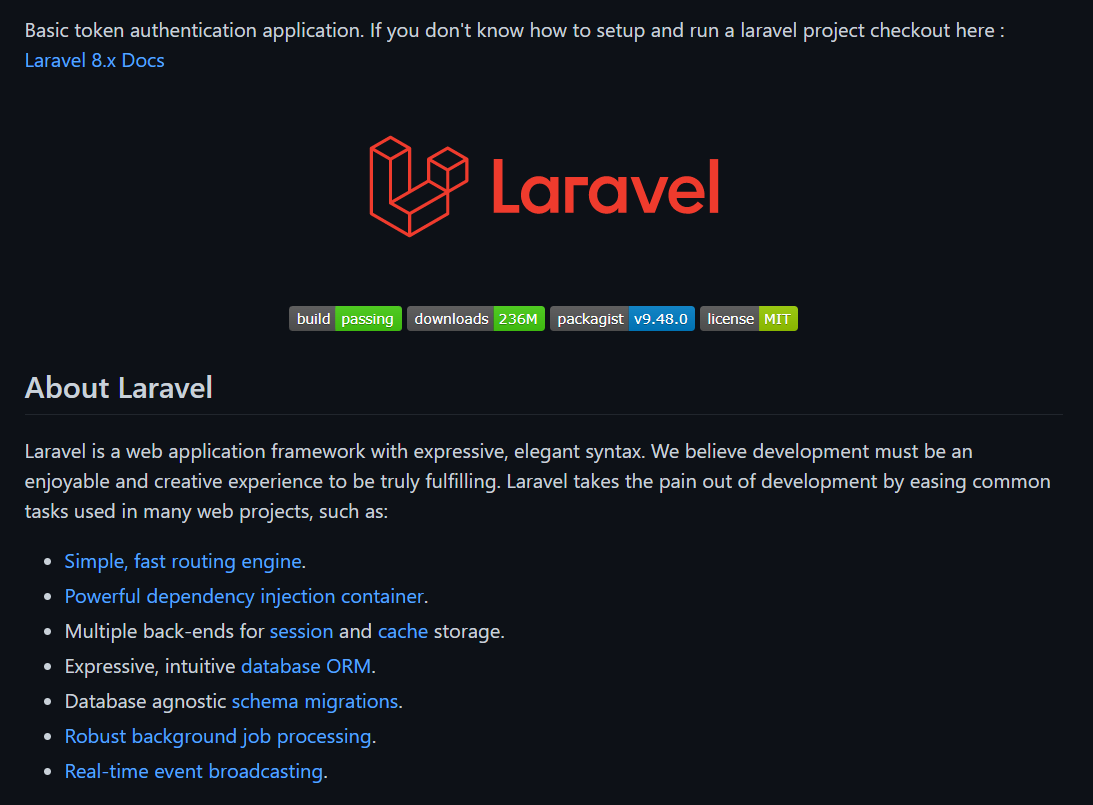 Basic token authentication application. If you don't know how to setup and run a laravel project checkout here :
Laravel 8.x Docs
Laravel
build passing downloads 236M packagist v9.48.0 license MIT
About Laravel
Laravel is a web application framework with expressive, elegant syntax. We believe development must be an
enjoyable and creative experience to be truly fulfilling. Laravel takes the pain out of development by easing common
tasks used in many web projects, such as:
• Simple, fast routing engine.
• Powerful dependency injection container.
• Multiple back-ends for session and cache storage.
• Expressive, intuitive database ORM.
• Database agnostic schema migrations.
• Robust background job processing.
• Real-time event broadcasting.